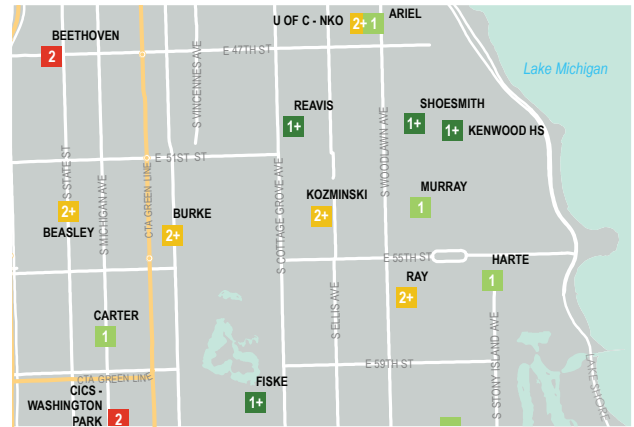 U OF C - NKO
2+
1
ARIEL
BEETHOVEN
2
E 47TH ST
S VINCENNES AVE
Lake Michigan
REAVIS
1+
SHOESMITH
1+
1+
KENWOOD HS
S WOODLAWN AVE
E 51ST ST
S STATE ST
S MICHIGAN AVE
CTA GREEN LINE
S COTTAGE GROVE AVE
KOZMINSKI
2+
MURRAY
1
2+
BEASLEY
BURKE
2+
E 55TH ST
HARTE
1
RAY
2+
S ELLIS AVE
S STONY ISLAND AVE
CARTER
1
E 59TH ST
LAKE SHORE
CTA GREEN LINE
CICS -
WASHINGTON
PARK
2
FISKE
1+